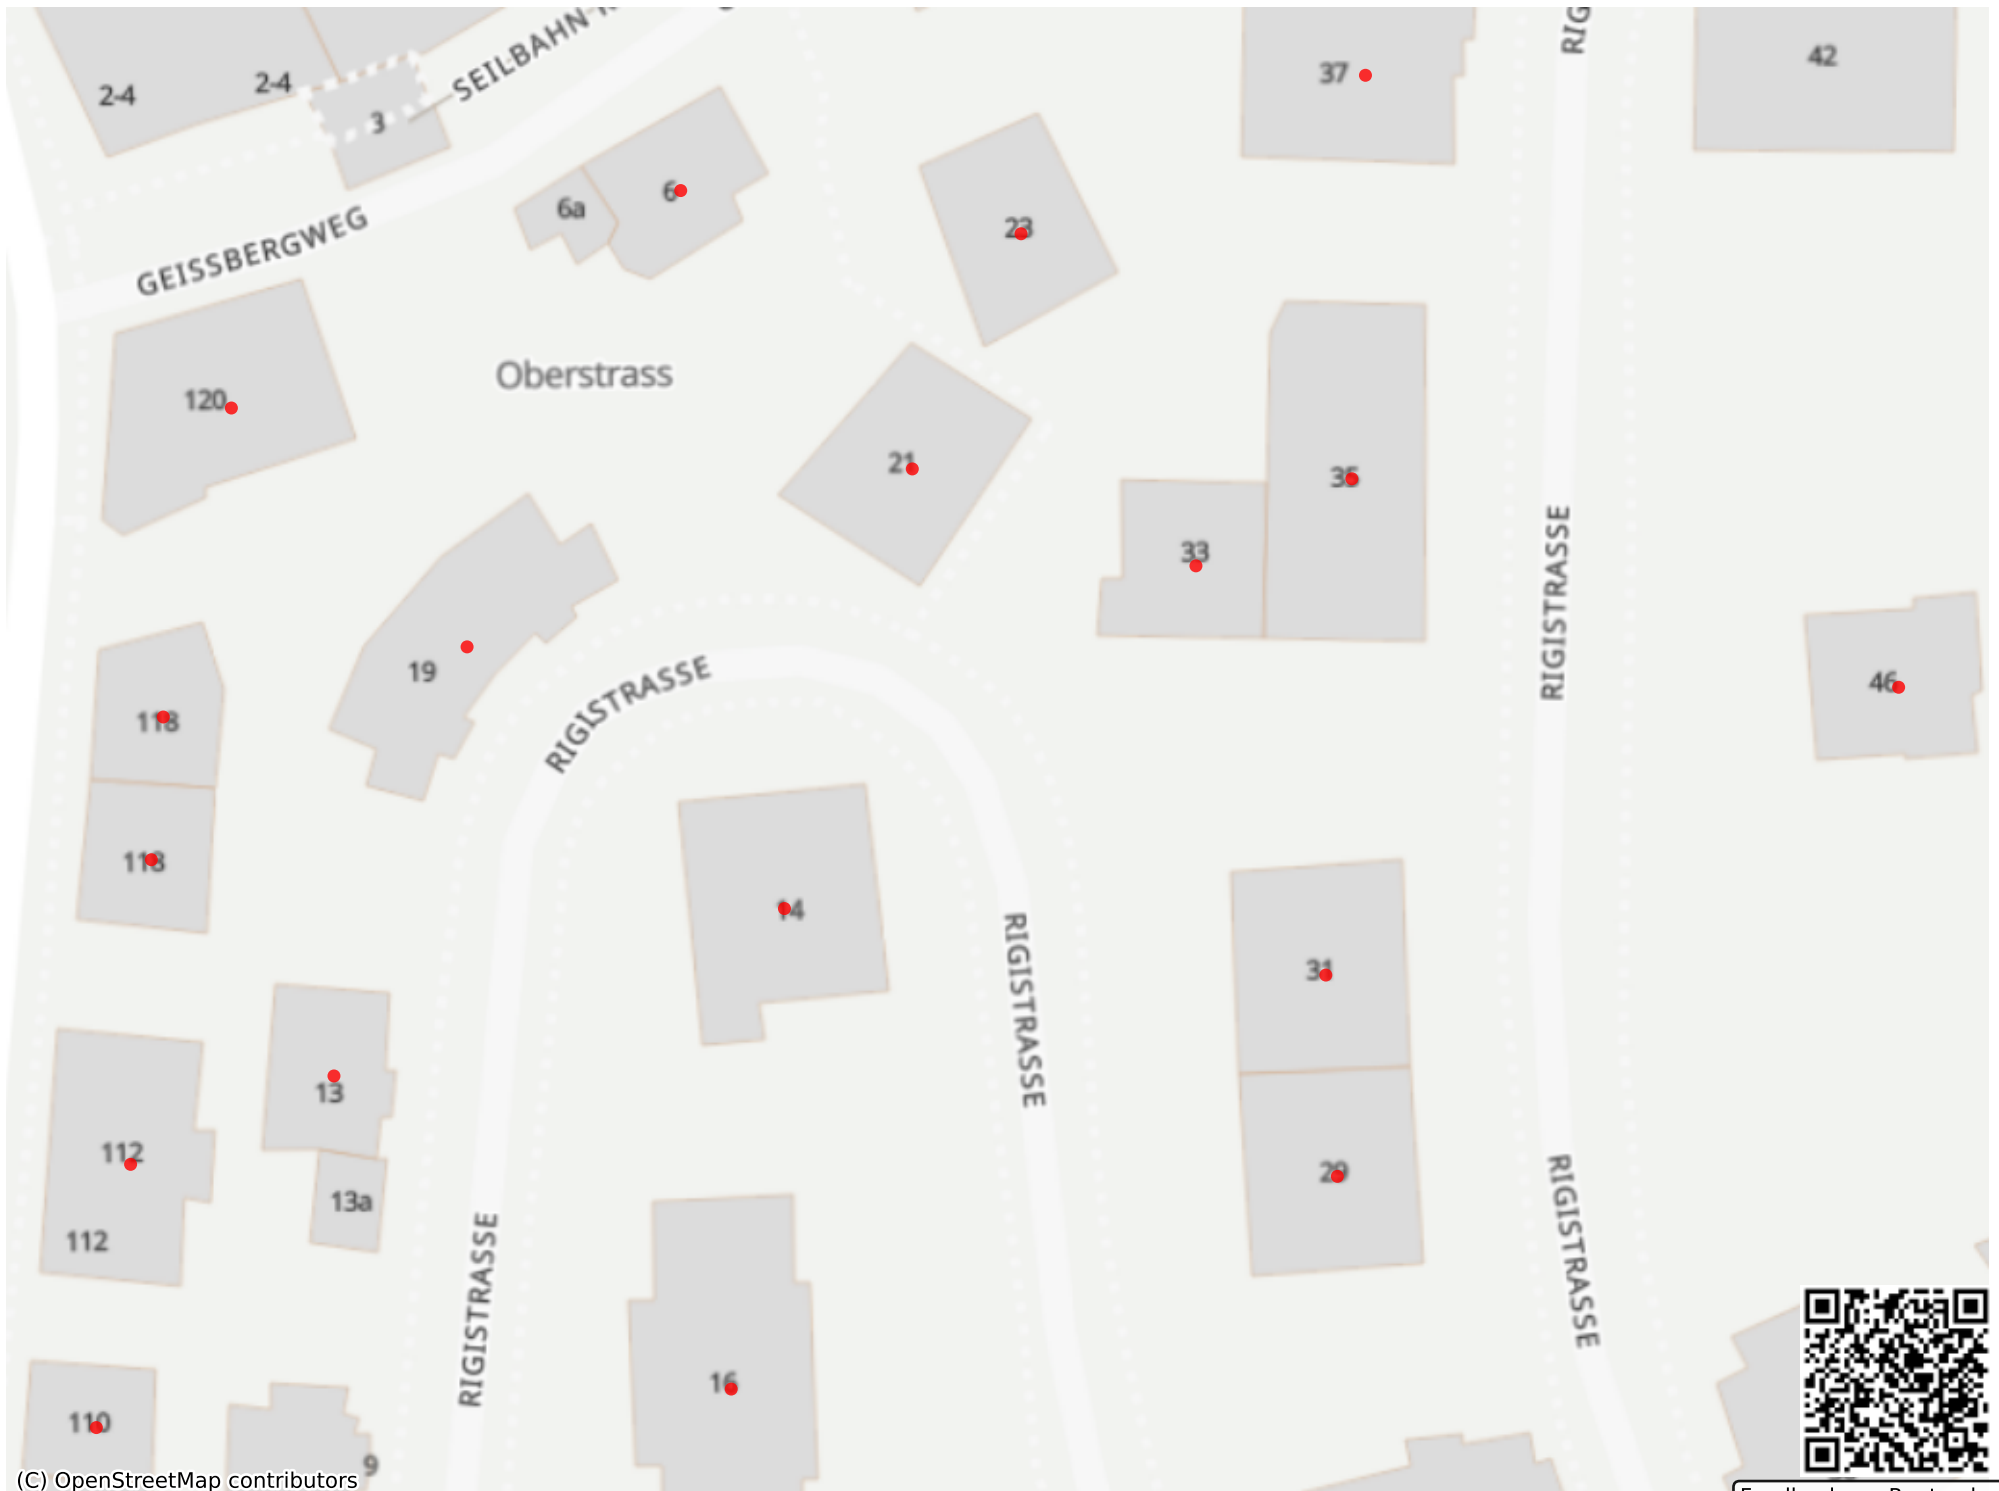 2-4
2-4
3
SEILBAHN-R
37
RIG
42
6a
6
23
GEISSBERGWEG
120
Oberstrass
21
35
33
RIGISTRASSE
19
RIGISTRASSE
46
118
118
14
31
RIGISTRASSE
13
112
29
13a
112
RIGISTRASSE
RIGISTRASSE
16
110
9
(C) OpenStreetMap contributors